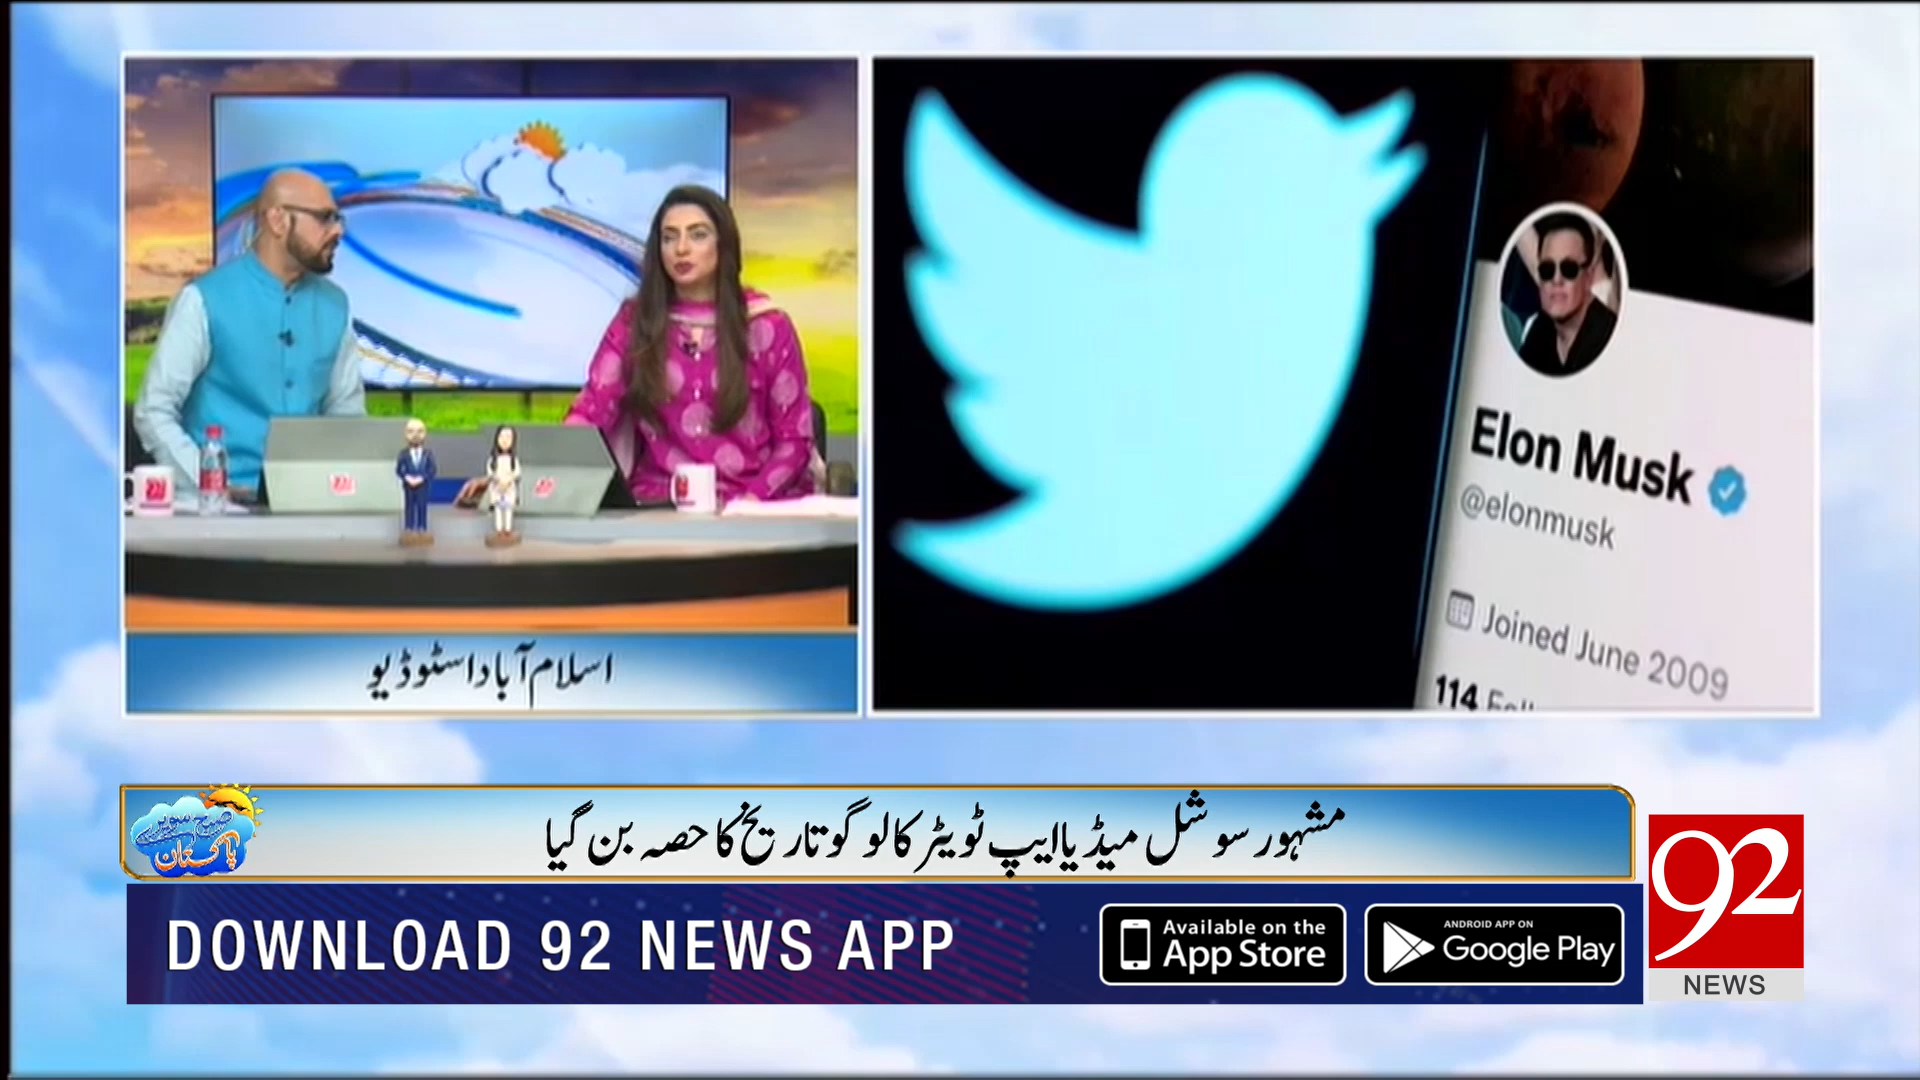 Elon Musk
@elonmusk
Joined June 2009
114
اسلام آباد اسٹوڈیو
صبح سویرے
پاکستان
مشہور سوشل میڈیا ایپ ٹویٹر کا لوگو تاریخ کا حصہ بن گیا
DOWNLOAD 92 NEWS APP
Available on the
App Store
ANDROID APP ON
Google Play
92
NEWS